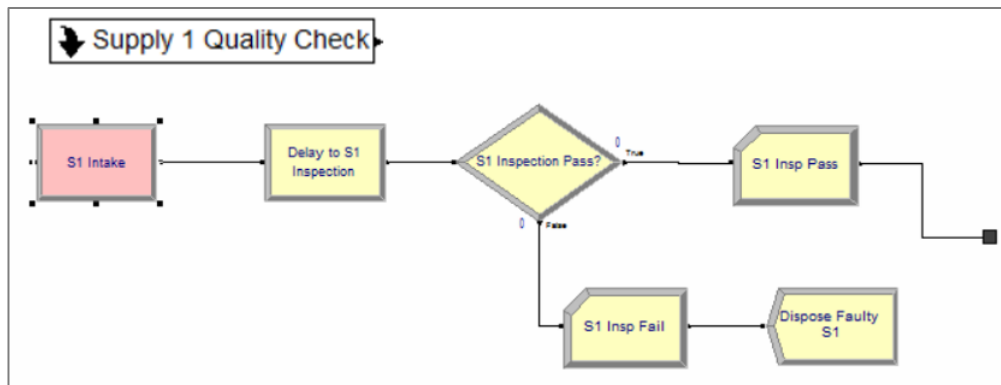 Supply 1 Quality Check
S1 Intake
Delay to S1
Inspection
S1 Inspection Pass?
0
True
S1 Insp Pass
0
False
S1 Insp Fail
Dispose Faulty
S1